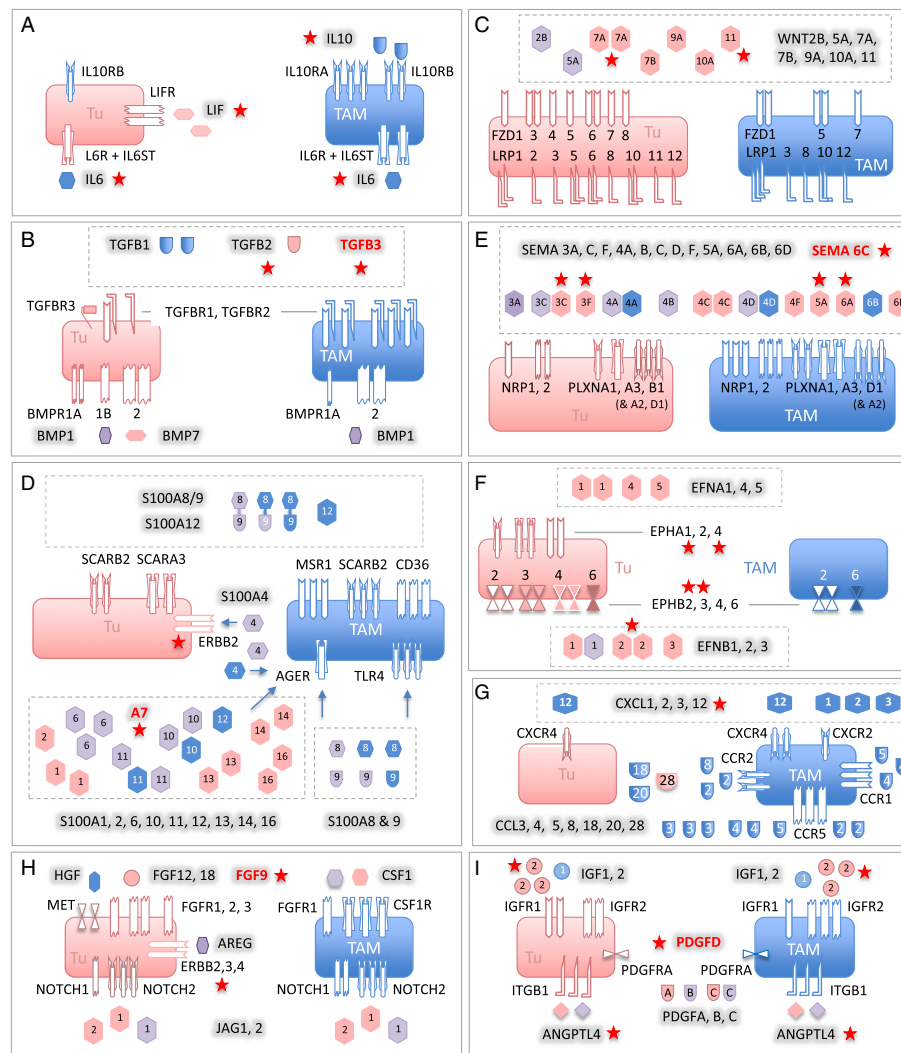 A
IL10
IL10RB
IL10RA
IL10RB
LIFR
Tu
LIF
TAM
L6R + IL6ST
IL6R + IL6ST
IL6
IL6
B
TGFB1
TGFB2
TGFB3
TGFBR3
TGFBR1, TGFBR2
Tu
TAM
BMPR1A
1B
2
BMPR1A
2
BMP1
BMP7
BMP1
C
2B
7A
7A
9A
11
5A
7B
10A
WNT2B, 5A, 7A,
7B, 9A, 10A, 11
FZD1 3 4 5 6 7 8
Tu
LRP1 2 3 5 6 8 10 11 12
FZD1 5 7
LRP1 3 8 10 12
TAM
E
SEMA 3A, C, F, 4A, B, C, D, F, 5A, 6A, 6B, 6D
SEMA 6C
3A 3C 3C 3F 4A 4A 4B 4C 4C 4D 4D 4F 5A 6A 6B
NRP1, 2
PLXNA1, A3, B1
(& A2, D1)
Tu
NRP1, 2
PLXNA1, A3, D1
(& A2)
TAM
D
S100A8/9
8 8 8
12
S100A12
9 9 9
SCARB2 SCARA3
MSR1 SCARB2 CD36
S100A4
4
Tu
ERBB2
TAM
4
4
AGER
TLR4
A7
6 6 10 12 14
2 6 10 14
1 1 11 11 11 13 13 16 16
8 8 8
9 9 9
S100A1, 2, 6, 10, 11, 12, 13, 14, 16
S100A8 & 9
F
1 1 4 5
EFNA1, 4, 5
EPHA1, 2, 4
2 3 4 6
Tu
TAM
2 6
EPHB2, 3, 4, 6
1 1 2 2 3
EFNB1, 2, 3
G
12
CXCL1, 2, 3, 12
12 1 2 3
CXCR4
CXCR4
CXCR2
CCR2
Tu
18
20
28
8
2 2
TAM
5
4
2
CCR1
CCL3, 4, 5, 8, 18, 20, 28
3 3 3 4 4 5
CCR5
2 2
H
HGF
FGF12, 18
FGF9
CSF1
MET
FGFR1, 2, 3
FGFR1
CSF1R
Tu
AREG
TAM
ERBB2,3,4
NOTCH1
NOTCH2
NOTCH1
NOTCH2
2 1 1
JAG1, 2
2 1 1
I
2 2 2 2
1
IGF1, 2
IGF1, 2
1
2 2 2 2
IGFR1
IGFR2
IGFR1
IGFR2
Tu
PDGFD
TAM
PDGFRA
PDGFRA
ITGB1
A B C C
ITGB1
PDGFA, B, C
ANGPTL4
ANGPTL4